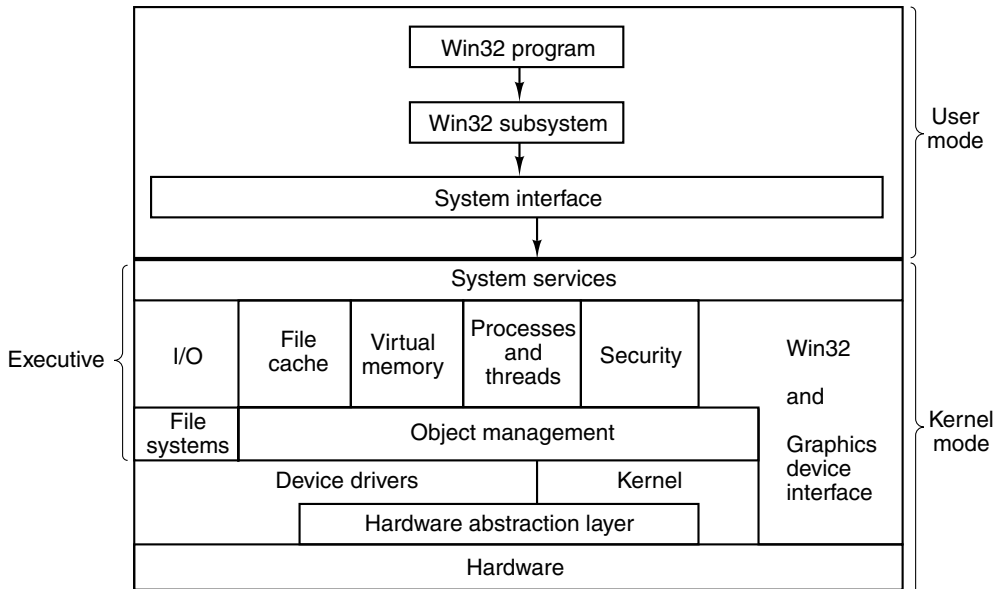 Win32 program
Win32 subsystem
User
mode
System interface
System services
Executive
I/O
File
cache
Virtual
memory
Processes
and
threads
Security
Win32
and
Graphics
device
interface
Kernel
mode
File
systems
Object management
Device drivers
Kernel
Hardware abstraction layer
Hardware